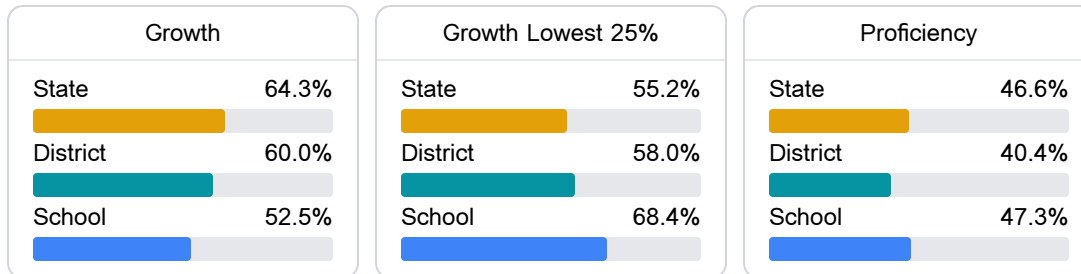 Growth
State 64.3%
District 60.0%
School 52.5%
Growth Lowest 25%
State 55.2%
District 58.0%
School 68.4%
Proficiency
State 46.6%
District 40.4%
School 47.3%